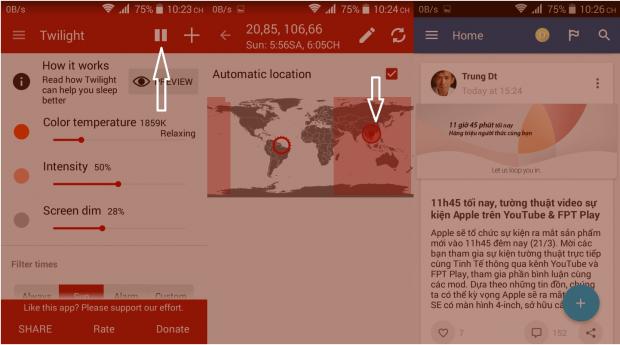 0B/s 75% 10:23 CH
Twilight
How it works
Read how Twilight
can help you sleep
better
PREVIEW
Color temperature 1859K
Relaxing
Intensity 50%
Screen dim 28%
Filter times
Always Sun Alarm Custom
Like this app? Please support our effort.
SHARE Rate Donate
0B/s 75% 10:24 CH
20,85, 106,66
Sun: 5:56SA, 6:05CH
Automatic location
0B/s 75% 10:26 CH
Home
Trung Dt
Today at 15:24
11 giờ 45 phút tối nay
Hàng triệu người thức cùng bạn
Let us loop you in.
11h45 tối nay, tường thuật video sự
kiện Apple trên YouTube & FPT Play
Apple sẽ tổ chức sự kiện ra mắt sản phẩm
mới vào 11h45 đêm nay (21/3). Mời các
bạn tham gia sự kiện tường thuật trực tiếp
cùng Tinh Tế thông qua kênh YouTube và
FPT Play, tham gia phần bình luận cùng
các mod. Dựa theo những tin đồn, chúng
ta có thể kỳ vọng Apple sẽ ra mắt
SE có màn hình 4-inch, sở hữu
7 152